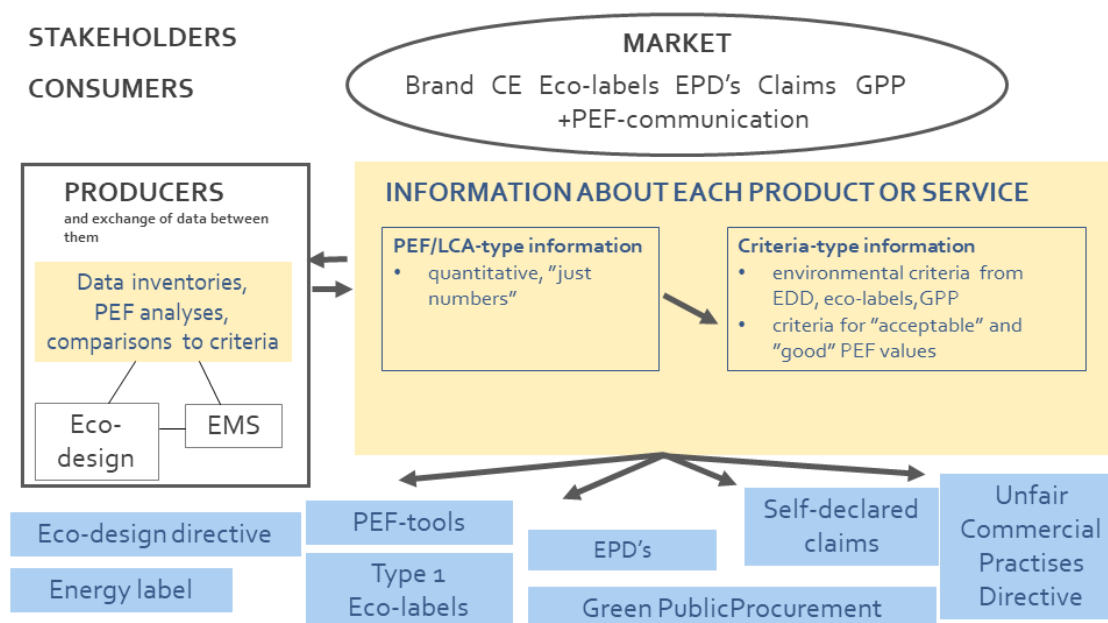 STAKEHOLDERS
CONSUMERS
MARKET
Brand CE Eco-labels EPD's Claims GPP
+PEF-communication
PRODUCERS
and exchange of data between
them
Data inventories,
PEF analyses,
comparisons to criteria
Eco-
design
EMS
INFORMATION ABOUT EACH PRODUCT OR SERVICE
PEF/LCA-type information
• quantitative, "just
numbers"
Criteria-type information
• environmental criteria from
EDD, eco-labels,GPP
• criteria for "acceptable" and
"good" PEF values
Eco-design directive
Energy label
PEF-tools
Type 1
Eco-labels
EPD's
Self-declared
claims
Green PublicProcurement
Unfair
Commercial
Practises
Directive